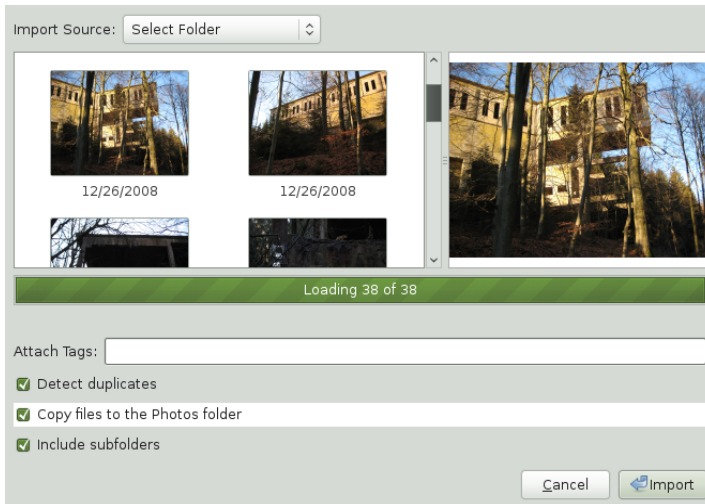 Import Source: Select Folder
12/26/2008 12/26/2008
Loading 38 of 38
Attach Tags:
Detect duplicates
Copy files to the Photos folder
Include subfolders
Cancel Import